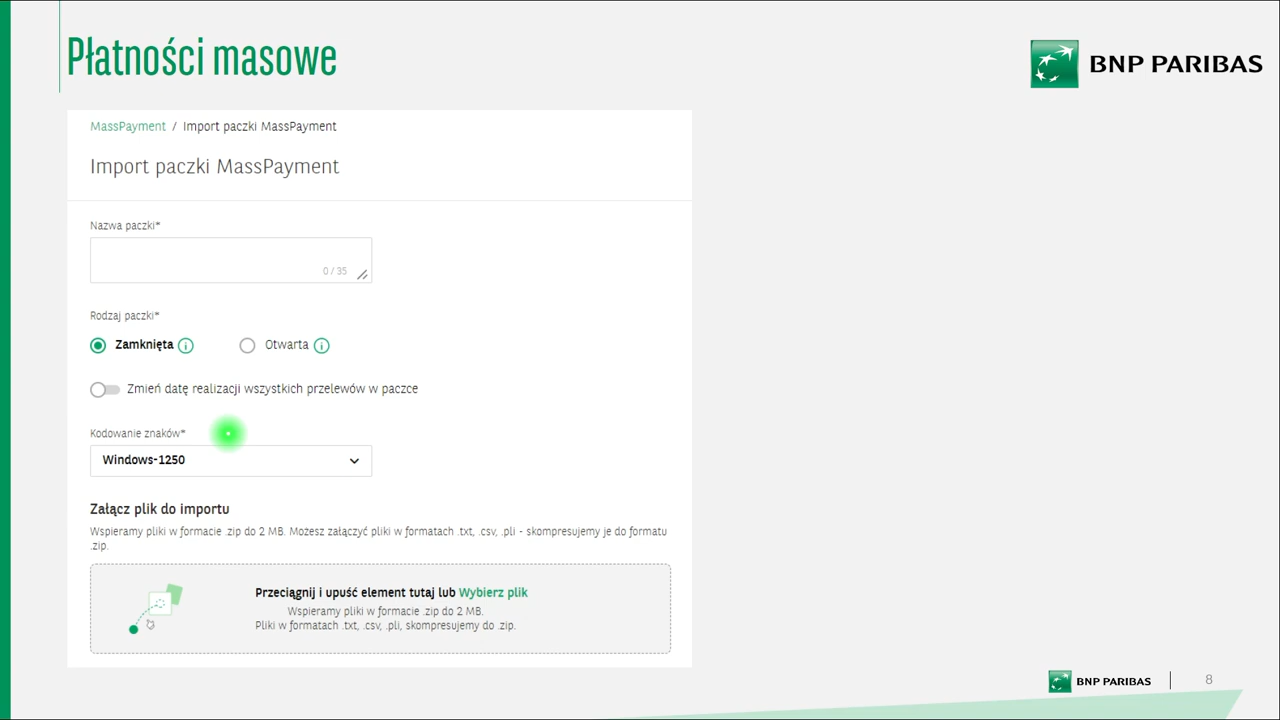 Płatności masowe
BNP PARIBAS
MassPayment / Import paczki MassPayment
Import paczki MassPayment
Nazwa paczki*
0 / 35
Rodzaj paczki*
Zamknięta i Otwarta i
Zmień datę realizacji wszystkich przelewów w paczce
Kodowanie znaków*
Windows-1250
Załącz plik do importu
Wspieramy pliki w formacie .zip do 2 MB. Możesz załączyć pliki w formatach .txt, .csv, .pli - skompresujemy je do formatu
.zip.
Przeciągnij i upuść element tutaj lub Wybierz plik
Wspieramy pliki w formacie .zip do 2 MB.
Pliki w formatach .txt, .csv, .pli, skompresujemy do .zip.
BNP PARIBAS
8